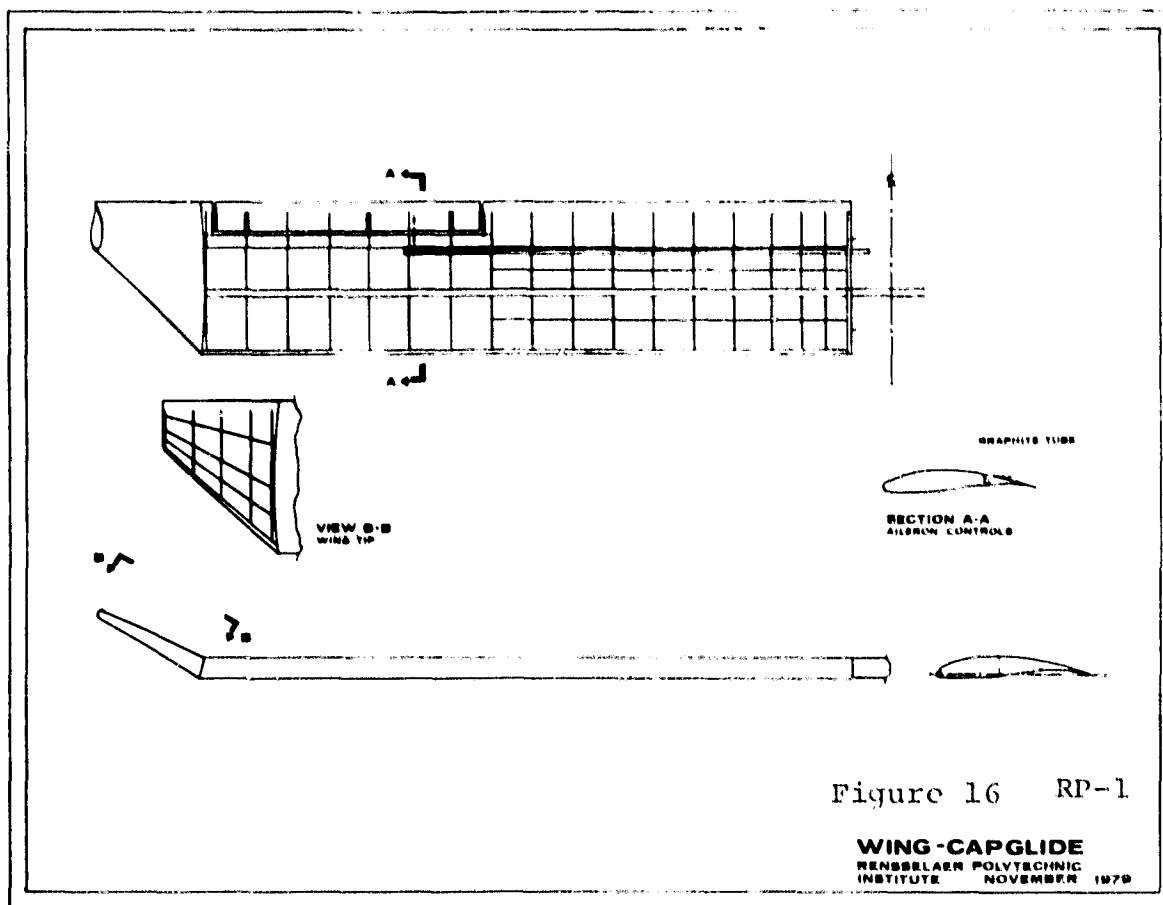 A
A
GRAPHITE TUBE
SECTION A-A
AILERON CONTROLS
VIEW B-B
WING TIP
B
B
Figure 16 RP-1
WING-CAPGLIDE
RENSSELAER POLYTECHNIC
INSTITUTE NOVEMBER 1979